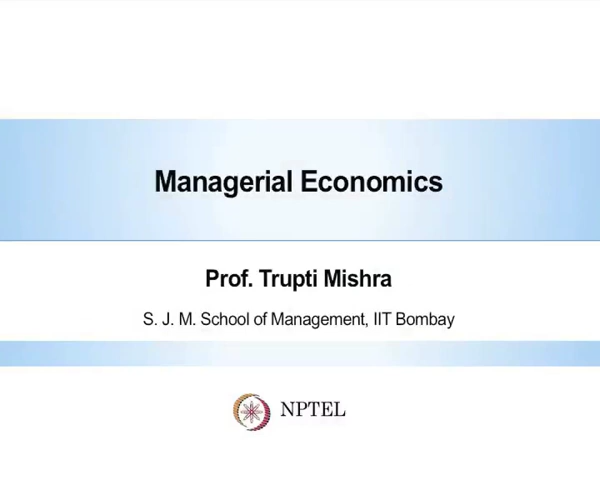 Managerial Economics
Prof. Trupti Mishra
S. J. M. School of Management, IIT Bombay
NPTEL